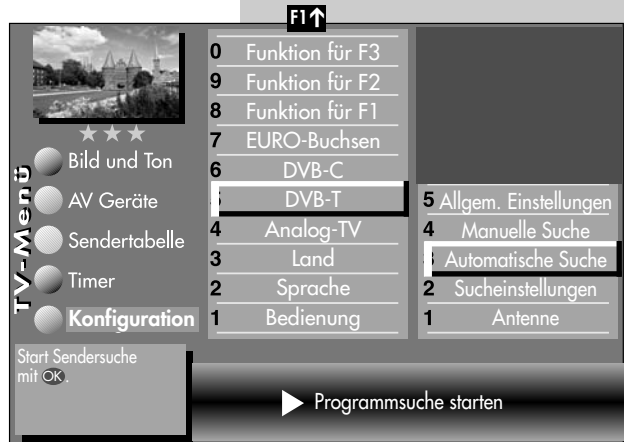 F1↑
TV-Menü
Bild und Ton
AV Geräte
Sendertabelle
Timer
Konfiguration
0 Funktion für F3
9 Funktion für F2
8 Funktion für F1
7 EURO-Buchsen
6 DVB-C
DVB-T
4 Analog-TV
3 Land
2 Sprache
1 Bedienung
5 Allgem. Einstellungen
4 Manuelle Suche
Automatische Suche
2 Sucheinstellungen
1 Antenne
Start Sendersuche
mit OK.
Programmsuche starten